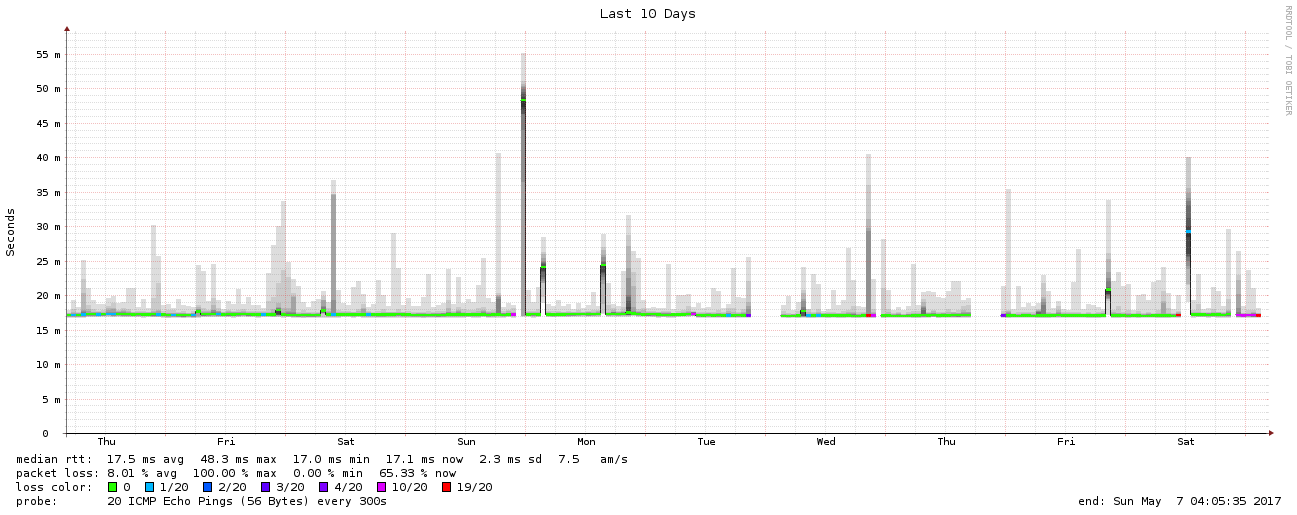 Last 10 Days
RRDTOOL / TOBI OETIKER
Seconds
55 m
50 m
45 m
40 m
35 m
30 m
25 m
20 m
15 m
10 m
5 m
0
Thu Fri Sat Sun Mon Tue Wed Thu Fri Sat
median rtt: 17.5 ms avg 48.3 ms max 17.0 ms min 17.1 ms now 2.3 ms sd 7.5 am/s
packet loss: 8.01 % avg 100.00 % max 0.00 % min 65.33 % now
loss color: 0 1/20 2/20 3/20 4/20 10/20 19/20
probe: 20 ICMP Echo Pings (56 Bytes) every 300s end: Sun May 7 04:05:35 2017